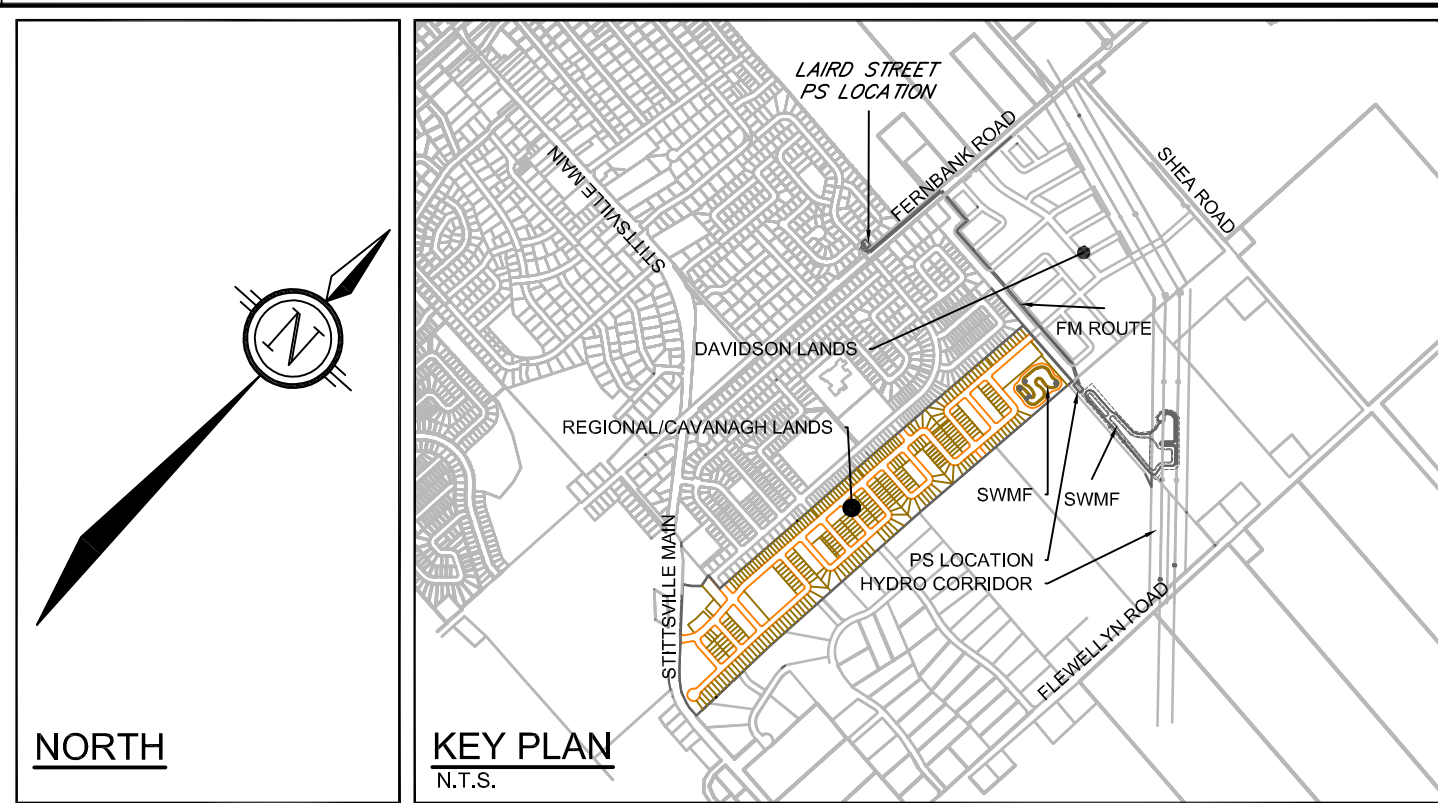 N
NORTH
LAIRD STREET
PS LOCATION
STITTSVILLE MAIN
FERNBANK ROAD
SHEA ROAD
FM ROUTE
DAVIDSON LANDS
REGIONAL/CAVANAGH LANDS
SWMF
SWMF
PS LOCATION
HYDRO CORRIDOR
STITTSVILLE MAIN
FLEWELLYN ROAD
KEY PLAN
N.T.S.